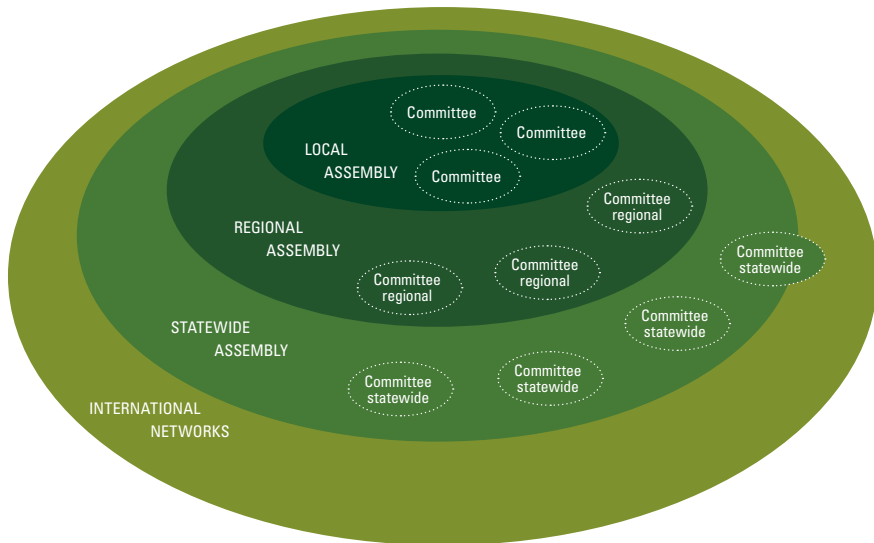 Committee
Committee
LOCAL
ASSEMBLY
Committee
Committee
regional
REGIONAL
ASSEMBLY
Committee
regional
Committee
regional
Committee
statewide
Committee
statewide
STATEWIDE
ASSEMBLY
Committee
statewide
Committee
statewide
INTERNATIONAL
NETWORKS